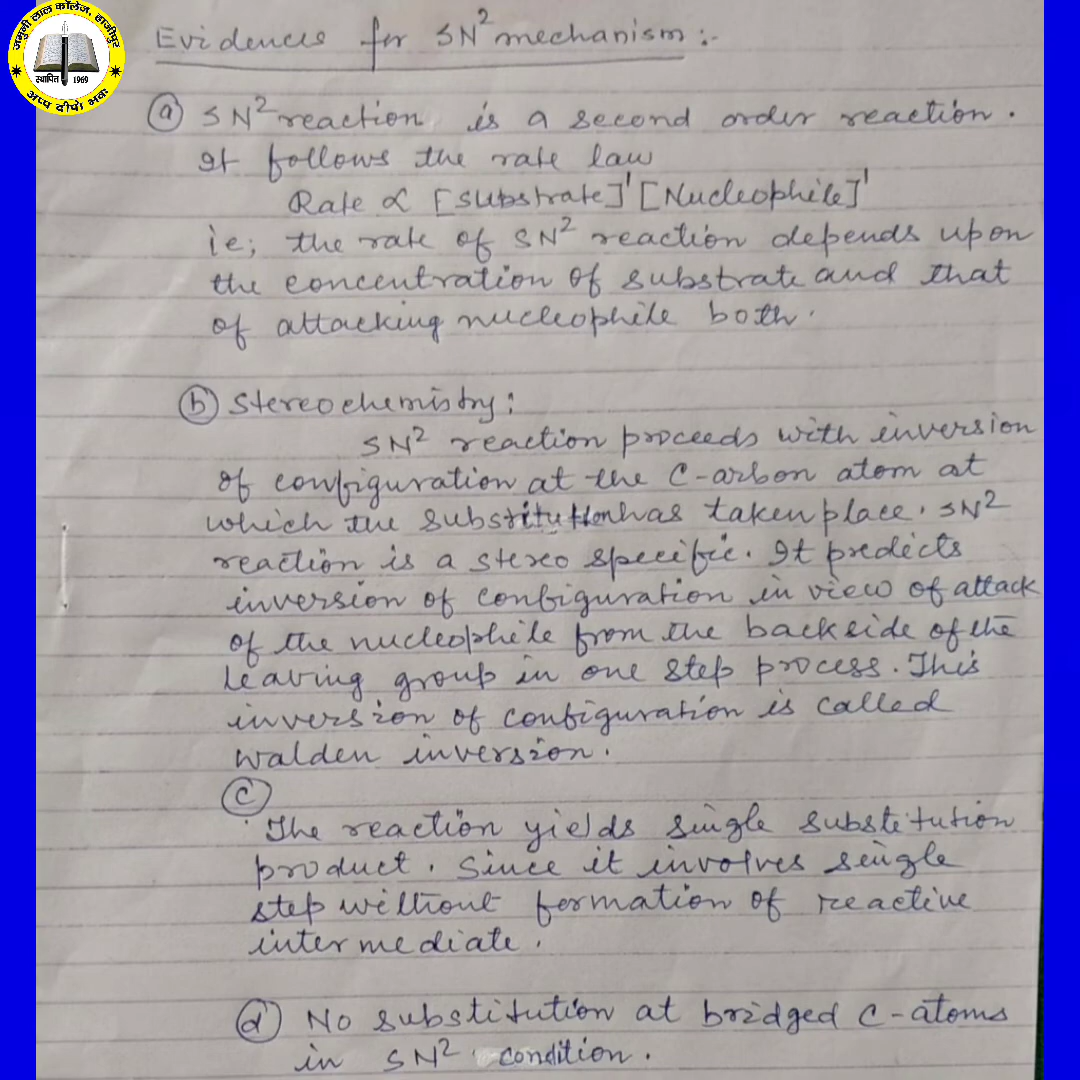 जमुनी लाल कॉलेज, हाजीपुर
स्थापित 1969
अप्प दीपो भवः
Evidences for SN² mechanism :-
(a) SN² reaction is a second order reaction.
It follows the rate law
Rate ∝ [Substrate]¹ [Nucleophile]¹
ie; the rate of SN² reaction depends upon
the concentration of substrate and that
of attacking nucleophile both.
(b) Stereochemistry:
SN² reaction proceeds with inversion
of configuration at the C-arbon atom at
which the substitution has taken place. SN²
reaction is a stereo specific. It predicts
inversion of configuration in view of attack
of the nucleophile from the backside of the
leaving group in one step process. This
inversion of configuration is called
walden inversion.
(c)
The reaction yields single substitution
product. Since it involves single
step without formation of reactive
intermediate.
(d) No substitution at bridged C-atoms
in SN² condition.